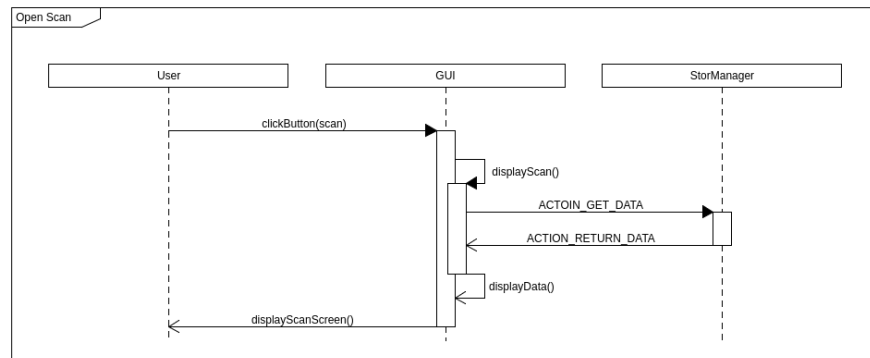 Open Scan
User
GUI
StorManager
clickButton(scan)
displayScan()
ACTOIN_GET_DATA
ACTION_RETURN_DATA
displayData()
displayScanScreen()